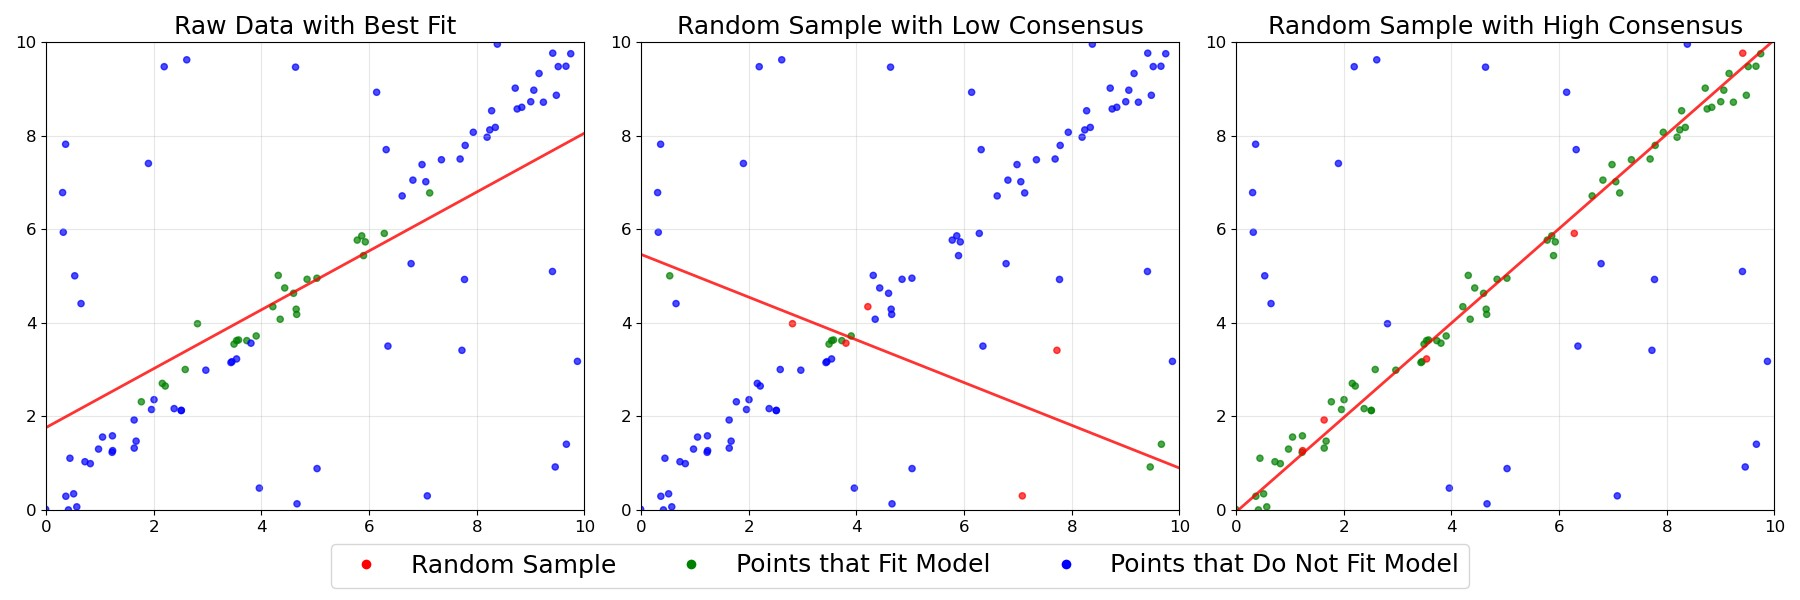 Raw Data with Best Fit
Random Sample with Low Consensus
Random Sample with High Consensus
10
8
6
4
2
0
0 2 4 6 8 10
10
8
6
4
2
0
0 2 4 6 8 10
10
8
6
4
2
0
0 2 4 6 8 10
Random Sample
Points that Fit Model
Points that Do Not Fit Model